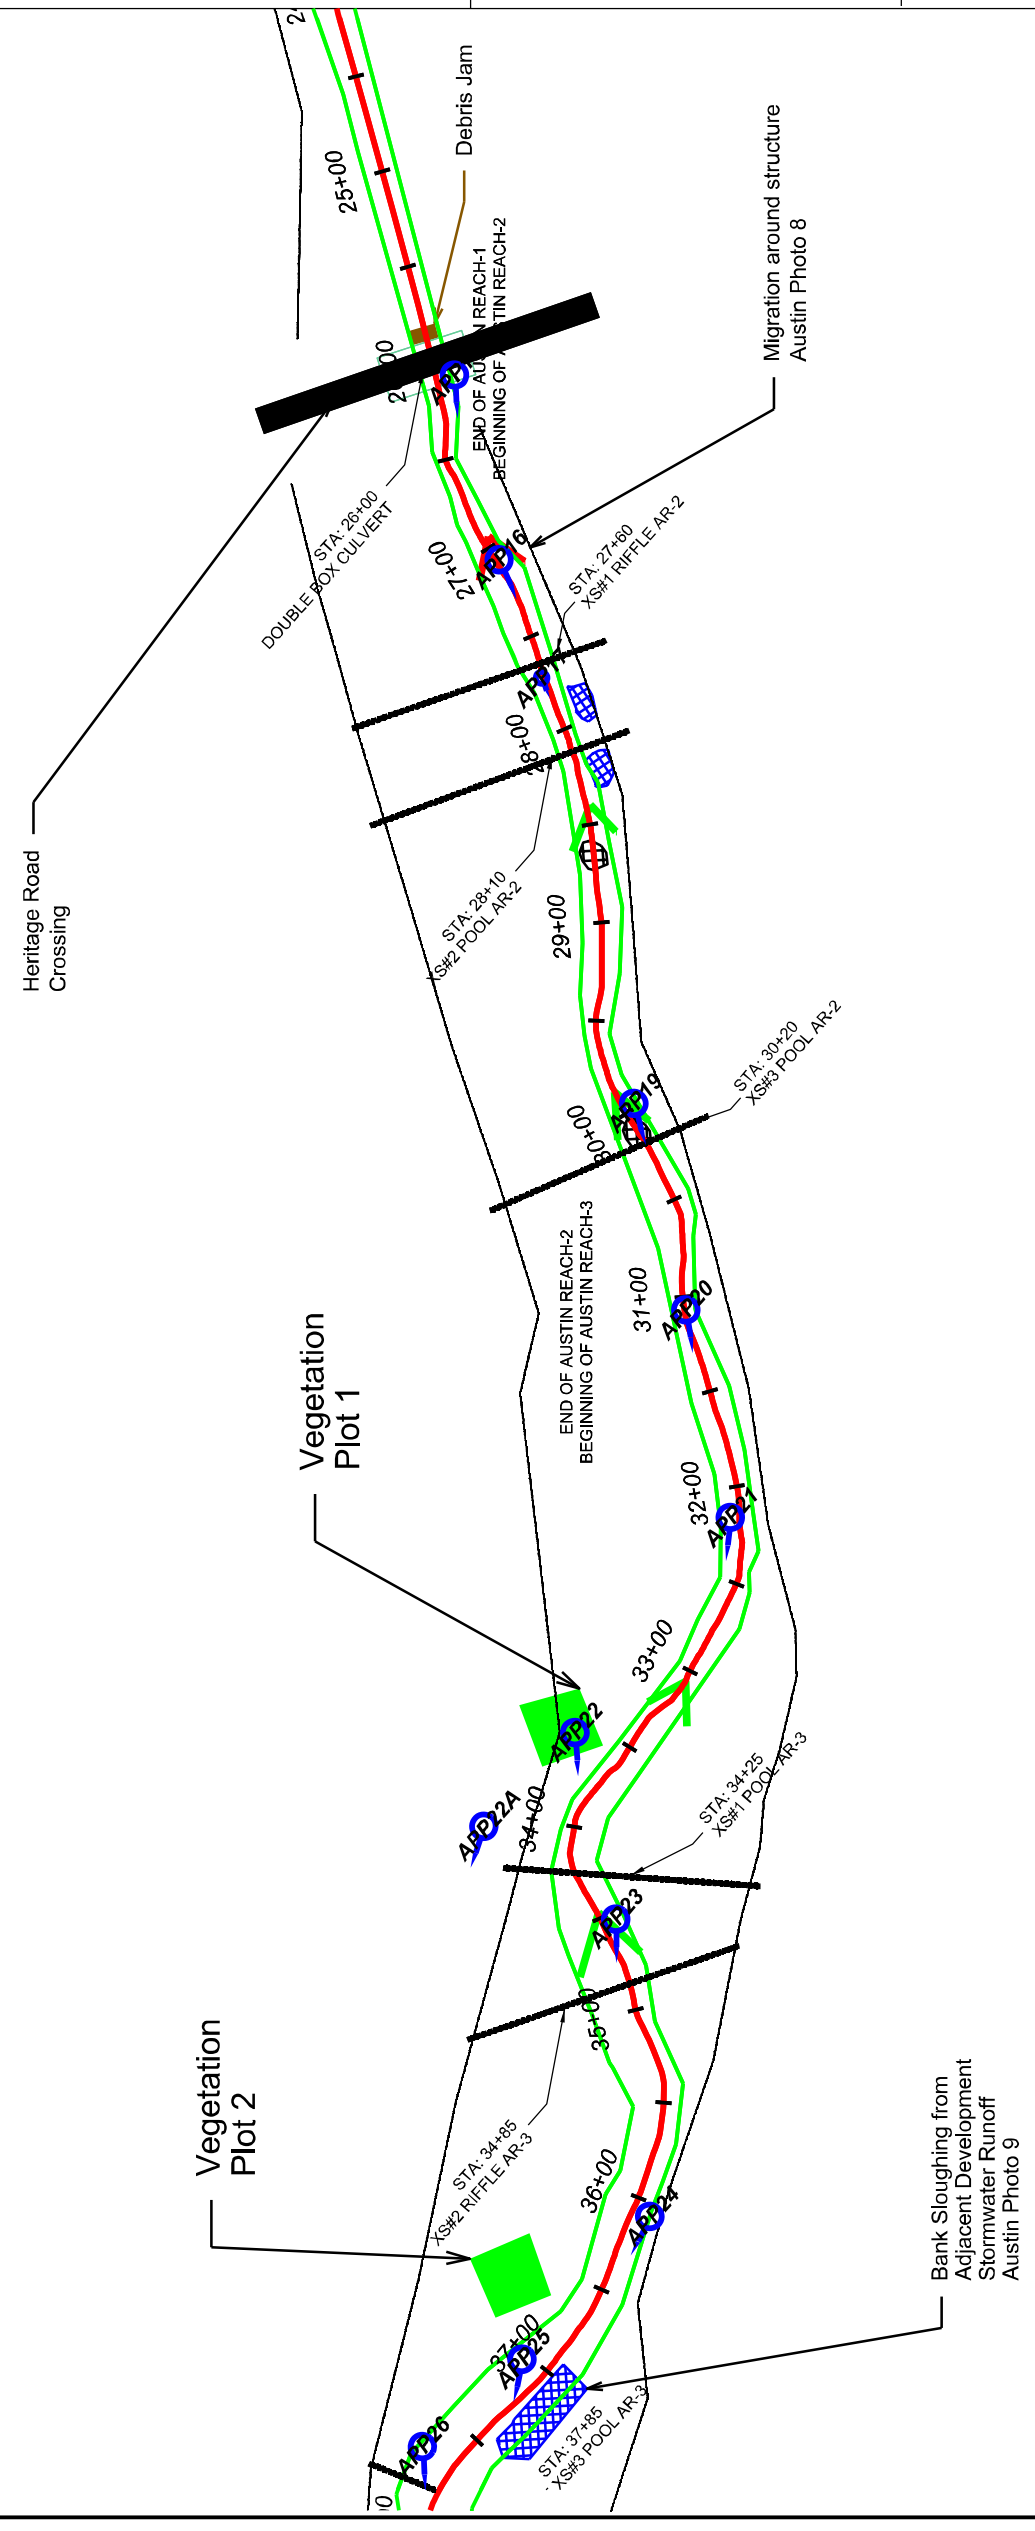 25+00
Debris Jam
Migration around structure
Austin Photo 8
END OF AUSTIN REACH-1
BEGINNING OF AUSTIN REACH-2
STA: 26+00
DOUBLE BOX CULVERT
Heritage Road
Crossing
27+00
APP16
STA: 27+60
XS#1 RIFFLE AR-2
APP17
28+00
STA: 28+10
XS#2 POOL AR-2
29+00
STA: 30+20
XS#3 POOL AR-2
APP19
30+00
END OF AUSTIN REACH-2
BEGINNING OF AUSTIN REACH-3
31+00
APP20
Vegetation
Plot 1
32+00
APP21
33+00
APP22
APP22A
34+00
STA: 34+25
XS#1 POOL AR-3
APP23
35+00
Vegetation
Plot 2
STA: 34+85
XS#2 RIFFLE AR-3
36+00
APP24
Bank Sloughing from
Adjacent Development
Stormwater Runoff
Austin Photo 9
37+00
APP25
APP26
STA: 37+85
XS#3 POOL AR-3